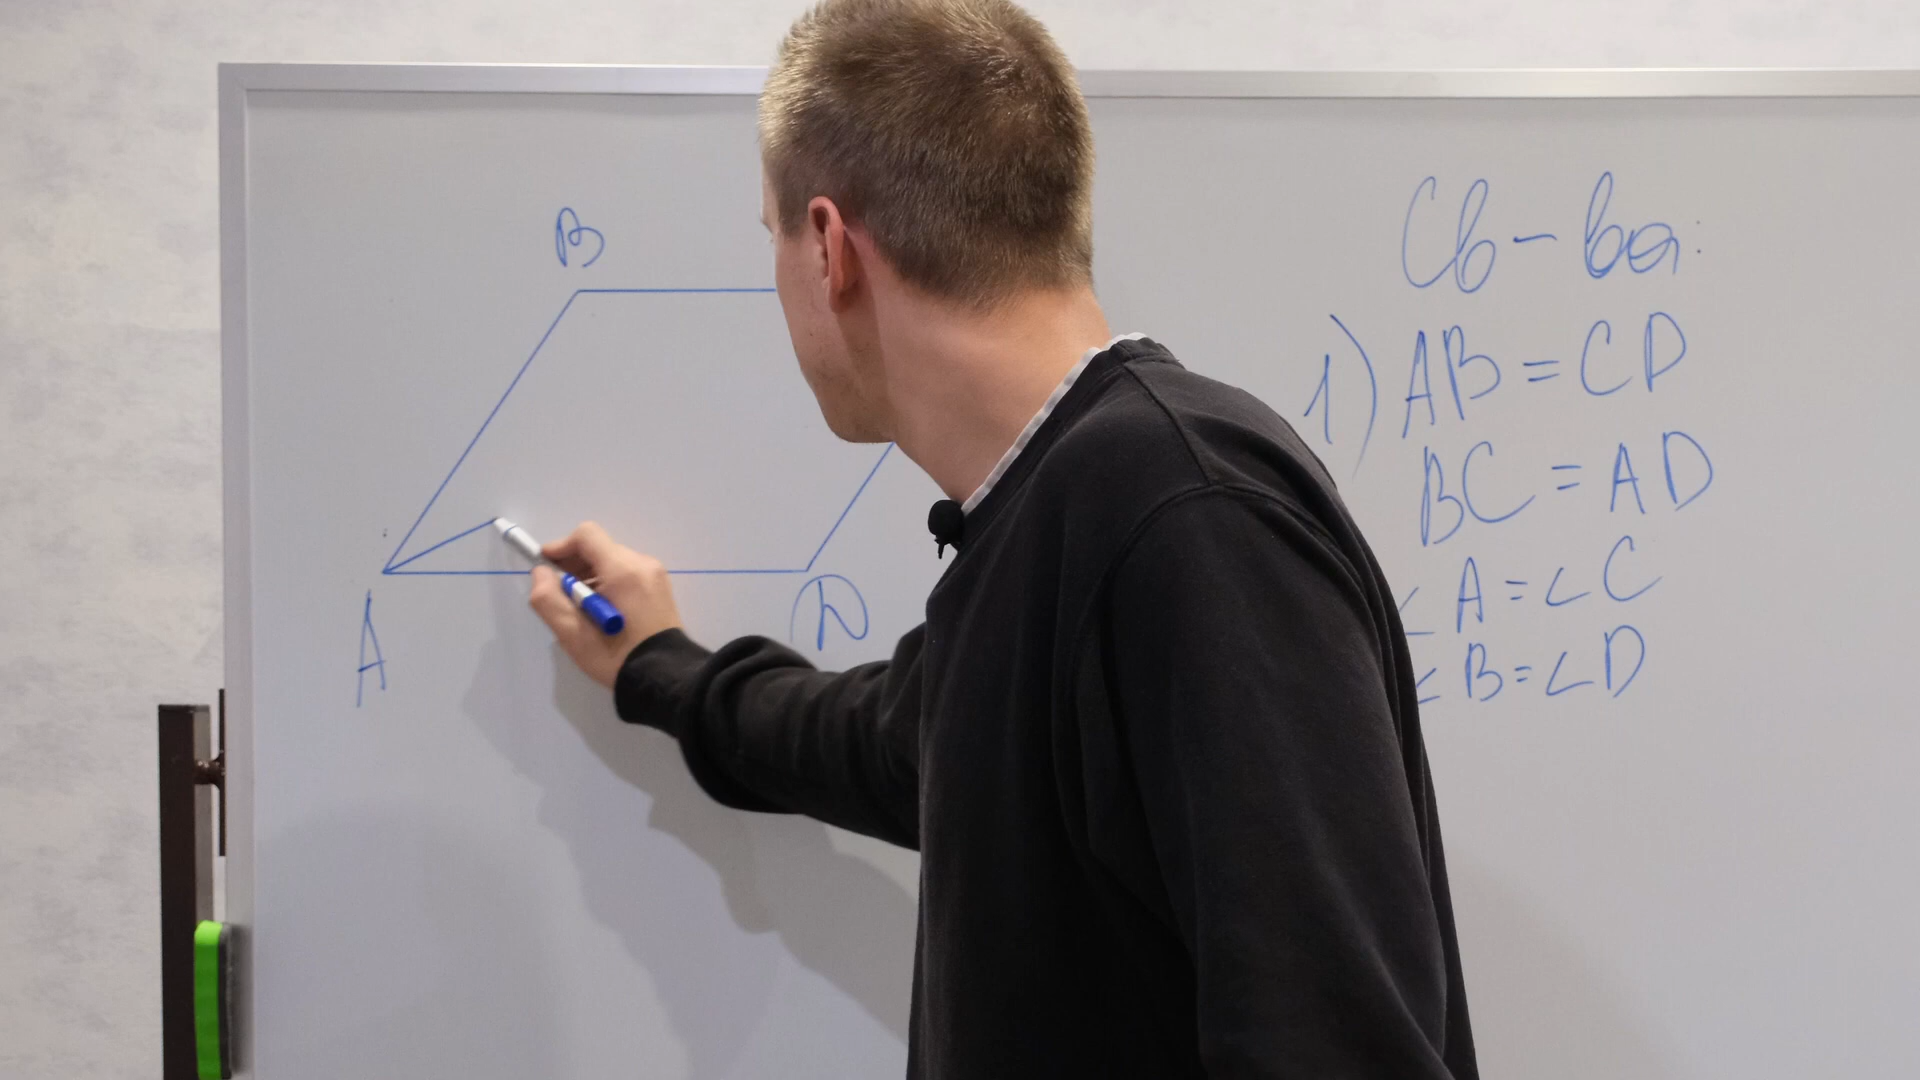 B
A
D
Св-ва:
1) AB = CD
BC = AD
∠A = ∠C
∠B = ∠D